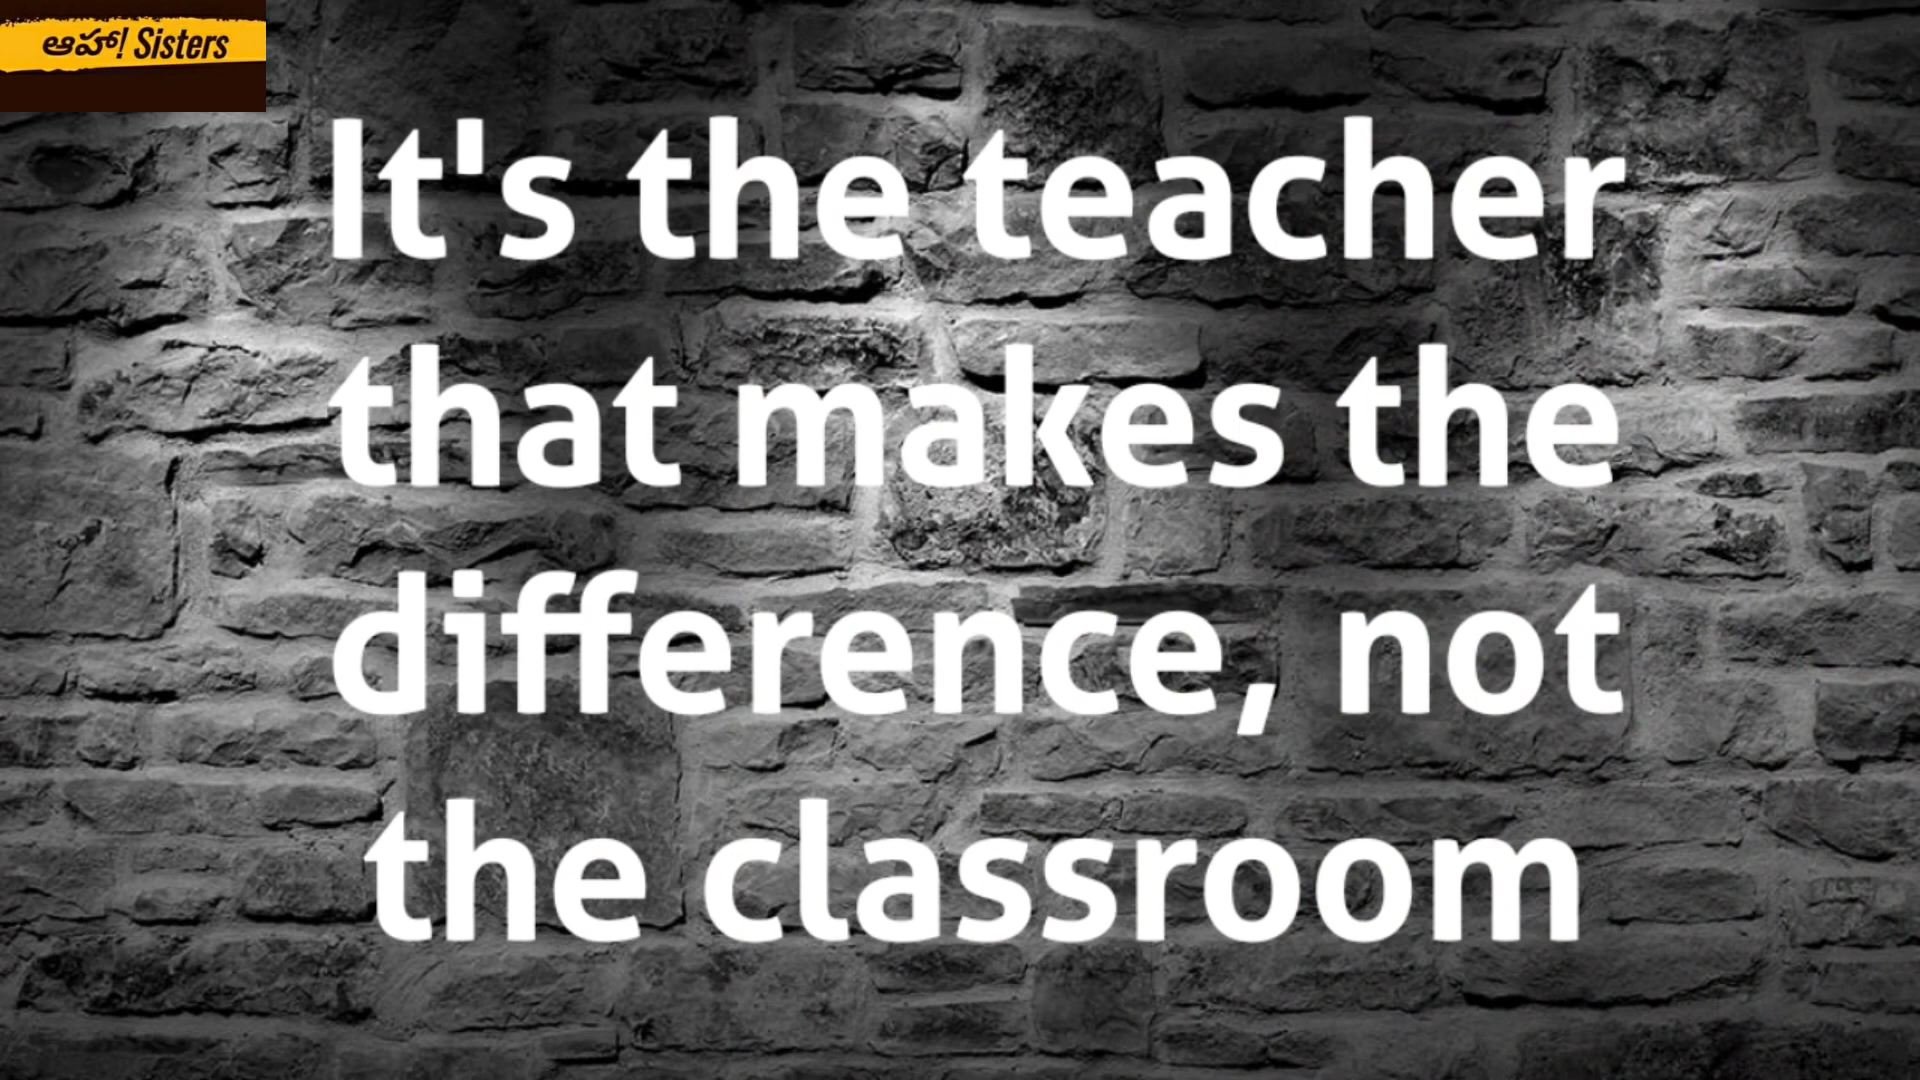 ఆహా! Sisters
It's the teacher
that makes the
difference, not
the classroom